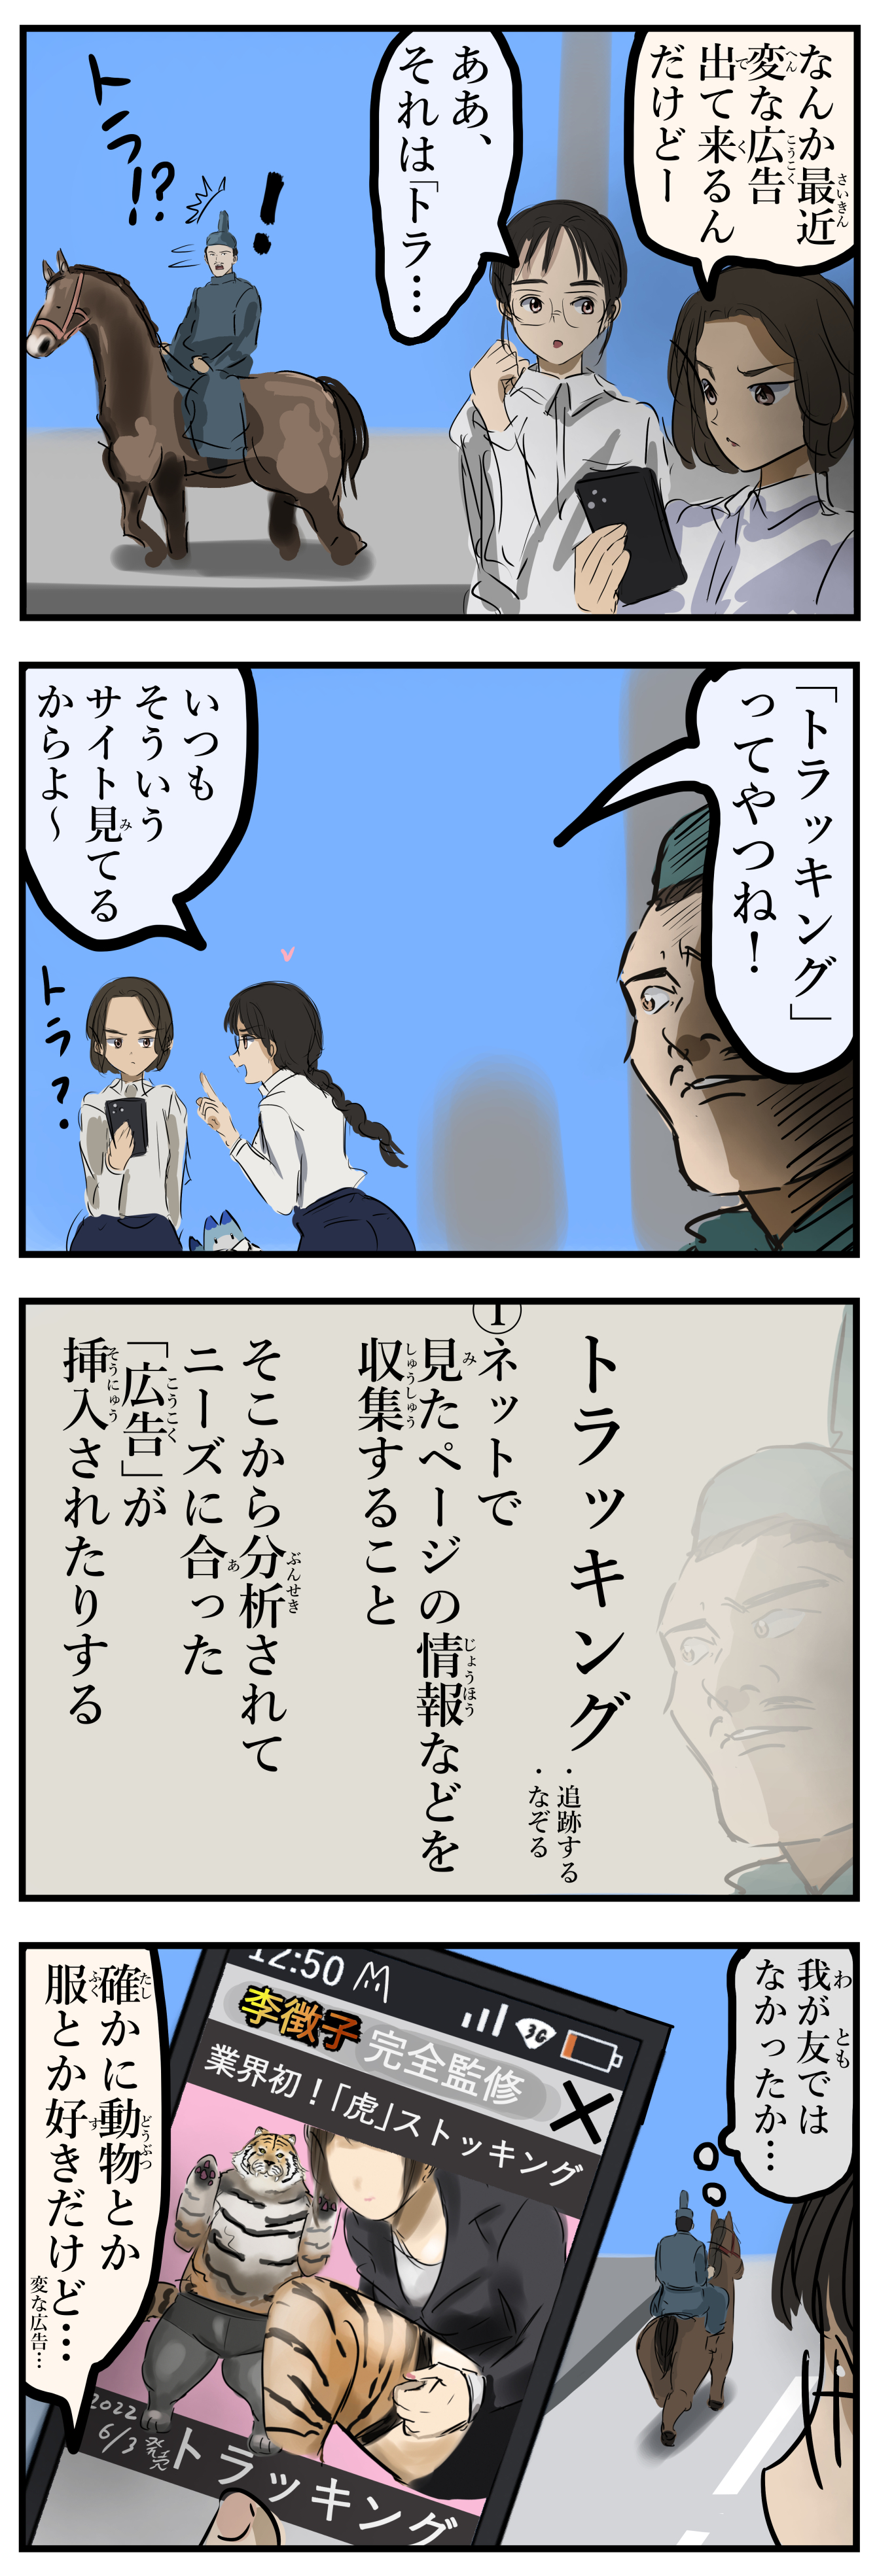 なんか最近
変な広告
出て来るん
だけどー
ああ、
それは「トラ…
！
トラ!?
「トラッキング」
ってやつね！
いつも
そういう
サイト見てる
からよ～
トラ？
トラッキング
・追跡する
・なぞる
①ネットで
見たページの情報などを
収集すること
そこから分析されて
ニーズに合った
「広告」が
挿入されたりする
我が友では
なかったか…
12:50
3G
李徴子 完全監修
業界初！「虎」ストッキング
2022
6/3 発売
トラッキング
確かに動物とか
服とか好きだけど…
変な広告…